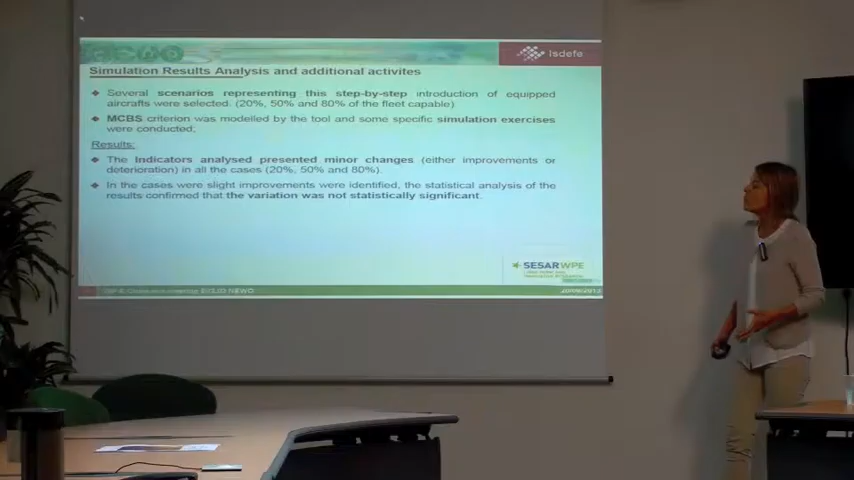 Isdefe
Simulation Results Analysis and additional activites
Several scenarios representing this step-by-step introduction of equipped
aircrafts were selected. (20%, 50% and 80% of the fleet capable)
MCBS criterion was modelled by the tool and some specific simulation exercises
were conducted;
Results:
The Indicators analysed presented minor changes (either improvements or
deterioration) in all the cases (20%, 50% and 80%).
In the cases were slight improvements were identified, the statistical analysis of the
results confirmed that the variation was not statistically significant.
SESARWPE
NEWO